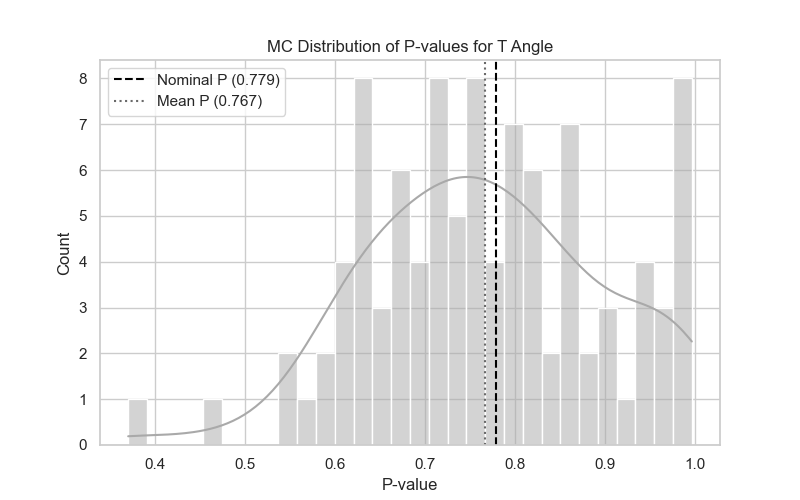 MC Distribution of P-values for T Angle
Nominal P (0.779)
Mean P (0.767)
Count
8
7
6
5
4
3
2
1
0
0.4 0.5 0.6 0.7 0.8 0.9 1.0
P-value